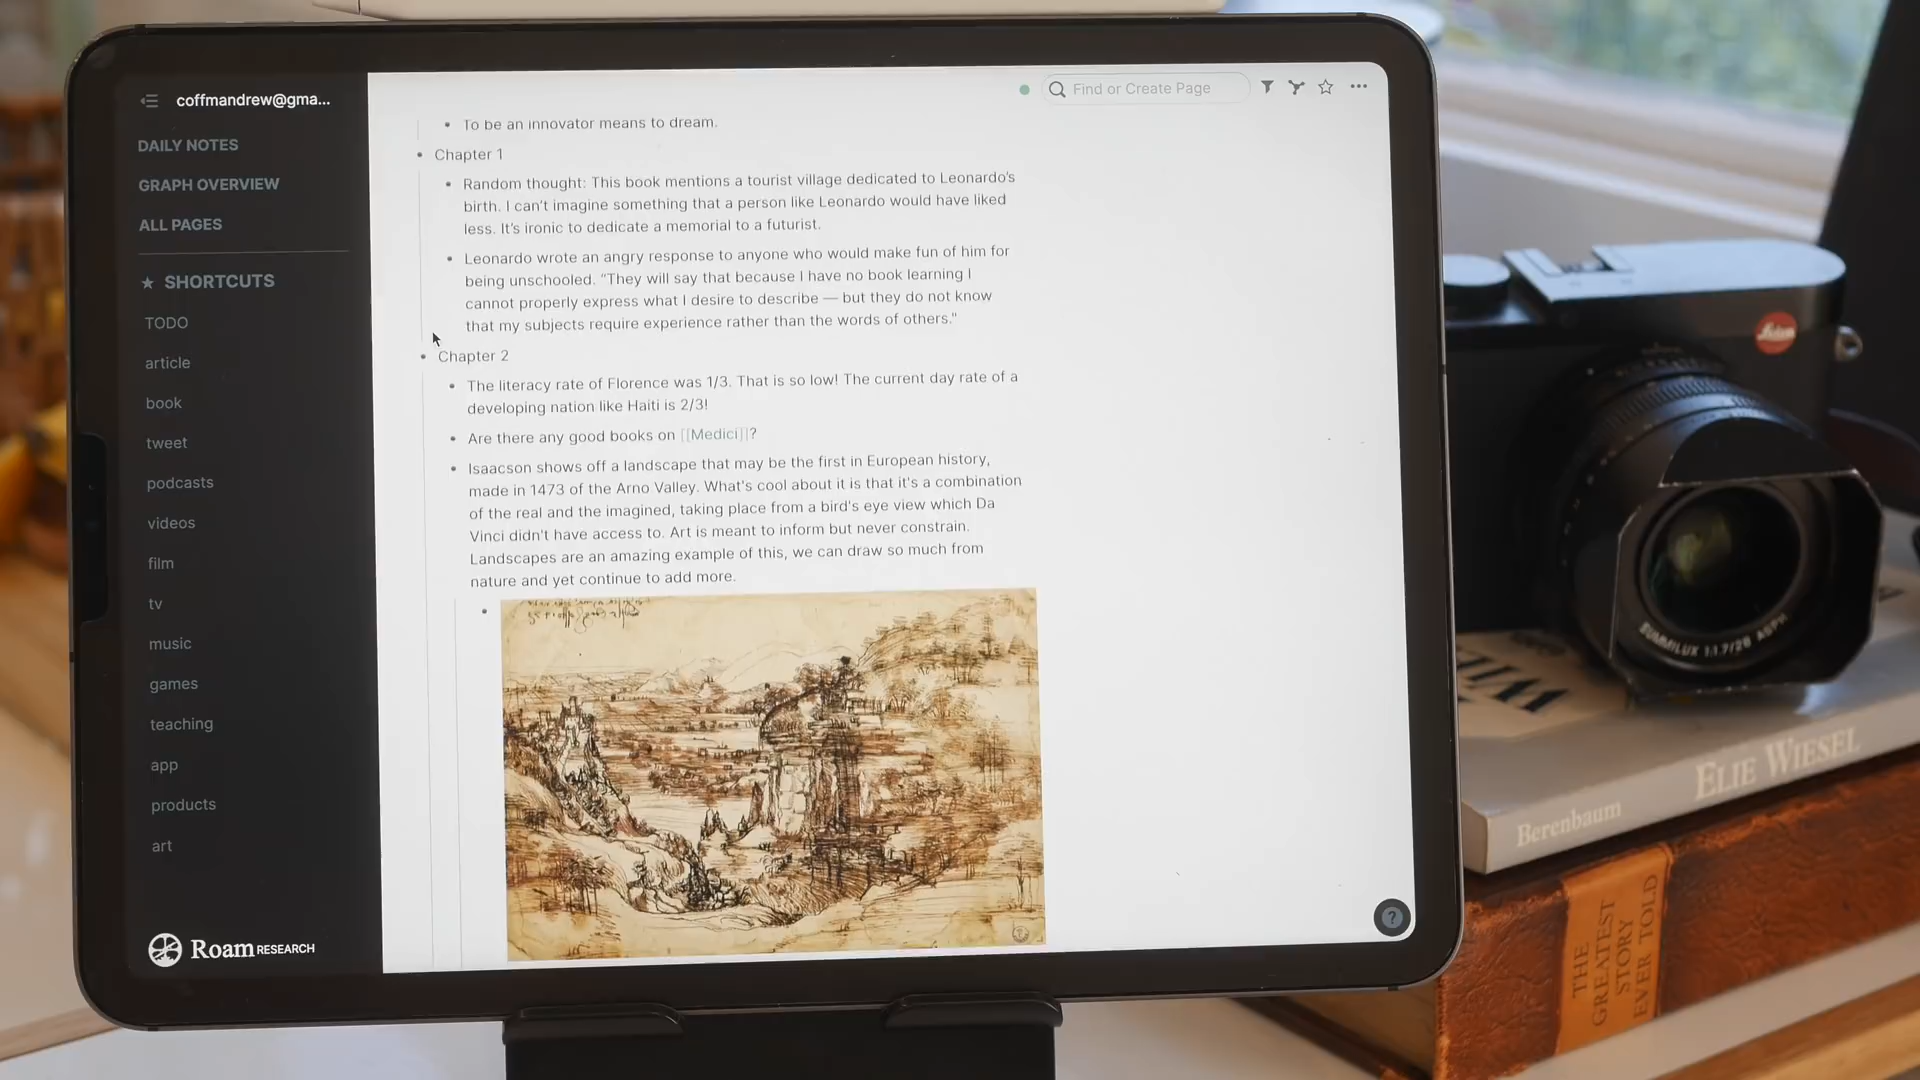 coffmandrew@gma...
DAILY NOTES
GRAPH OVERVIEW
ALL PAGES
★ SHORTCUTS
TODO
article
book
tweet
podcasts
videos
film
tv
music
games
teaching
app
products
art
Roam RESEARCH
Find or Create Page
• To be an innovator means to dream.
• Chapter 1
• Random thought: This book mentions a tourist village dedicated to Leonardo's
birth. I can't imagine something that a person like Leonardo would have liked
less. It's ironic to dedicate a memorial to a futurist.
• Leonardo wrote an angry response to anyone who would make fun of him for
being unschooled. "They will say that because I have no book learning I
cannot properly express what I desire to describe — but they do not know
that my subjects require experience rather than the words of others."
• Chapter 2
• The literacy rate of Florence was 1/3. That is so low! The current day rate of a
developing nation like Haiti is 2/3!
• Are there any good books on [[Medici]]?
• Isaacson shows off a landscape that may be the first in European history,
made in 1473 of the Arno Valley. What's cool about it is that it's a combination
of the real and the imagined, taking place from a bird's eye view which Da
Vinci didn't have access to. Art is meant to inform but never constrain.
Landscapes are an amazing example of this, we can draw so much from
nature and yet continue to add more.
?
Leica
SUMMILUX 1:1.7/28 ASPH.
ELIE WIESEL
Berenbaum
THE
GREATEST
STORY
EVER TOLD